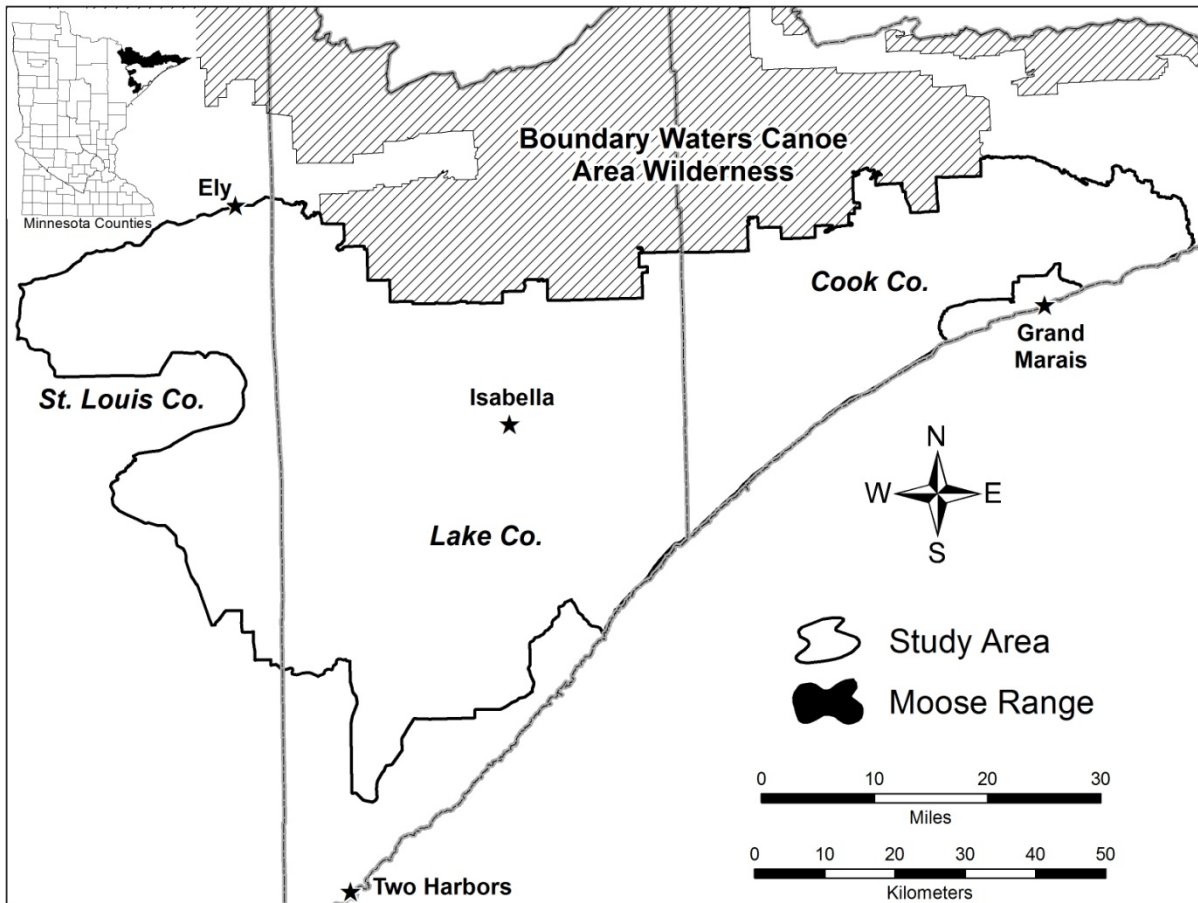 Boundary Waters Canoe
Area Wilderness
Ely
Minnesota Counties
Cook Co.
Grand
Marais
St. Louis Co.
Isabella
N
W
E
S
Lake Co.
Study Area
Moose Range
0
10
20
30
Miles
0
10
20
30
40
50
Kilometers
Two Harbors